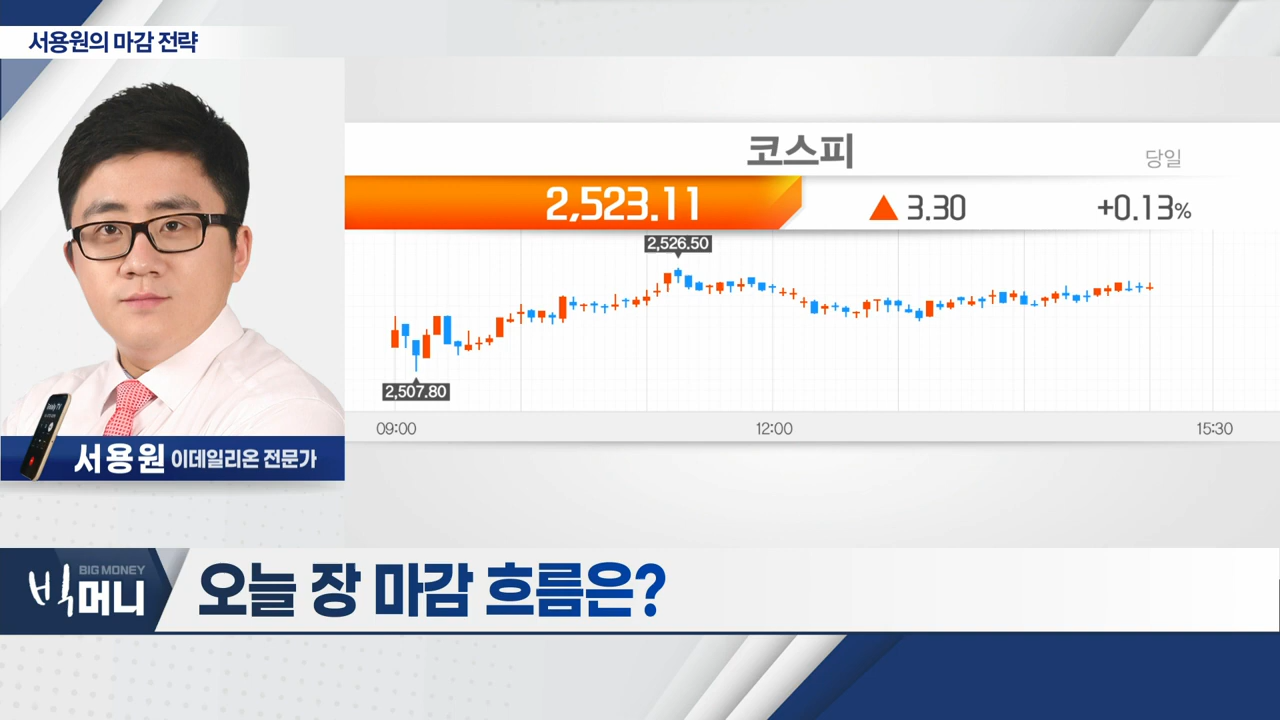 서용원의 마감 전략
코스피
당일
2,523.11
▲ 3.30
+0.13%
2,526.50
2,507.80
09:00
12:00
15:30
서용원 이데일리온 전문가
BIG MONEY
빅머니
오늘 장 마감 흐름은?